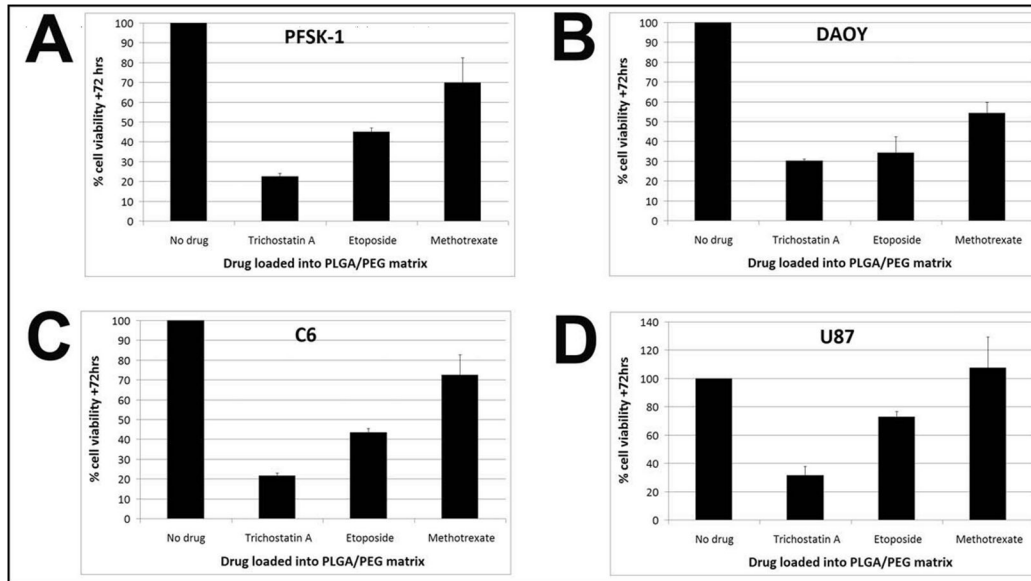 A
PFSK-1
% cell viability +72 hrs
100
90
80
70
60
50
40
30
20
10
0
No drug Trichostatin A Etoposide Methotrexate
Drug loaded into PLGA/PEG matrix
B
DAOY
% cell viability +72hrs
100
90
80
70
60
50
40
30
20
10
0
No drug Trichostatin A Etoposide Methotrexate
Drug loaded into PLGA/PEG matrix
C
C6
% cell viability +72hrs
100
90
80
70
60
50
40
30
20
10
0
No drug Trichostatin A Etoposide Methotrexate
Drug loaded into PLGA/PEG matrix
D
U87
% cell viability +72hrs
140
120
100
80
60
40
20
0
No drug Trichostatin A Etoposide Methotrexate
Drug loaded into PLGA/PEG matrix